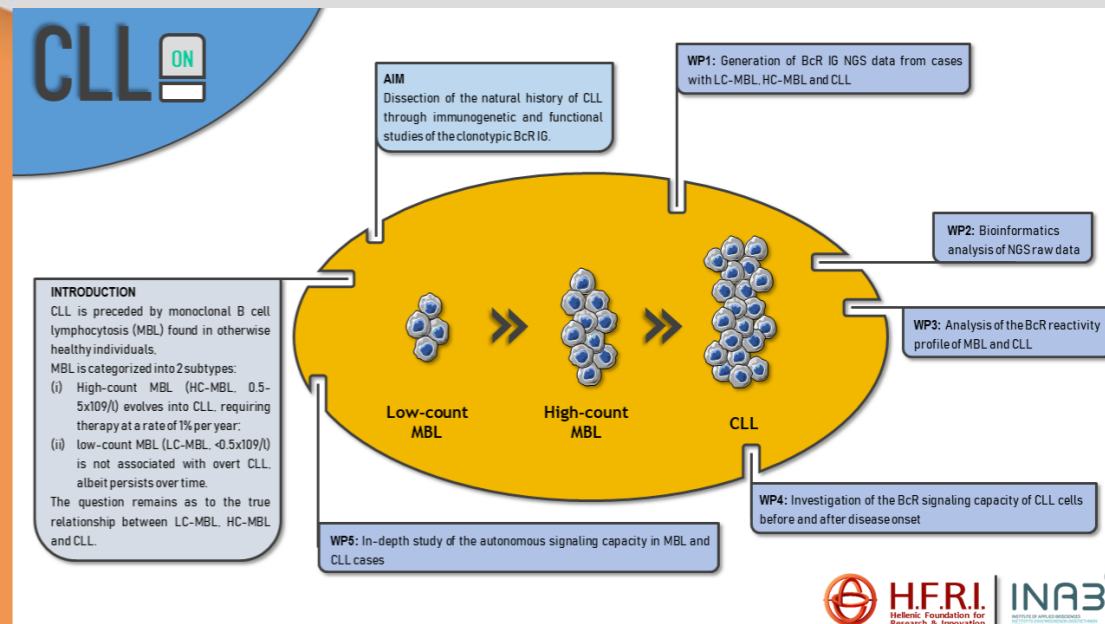 CLL
ON
AIM
Dissection of the natural history of CLL
through immunogenetic and functional
studies of the clonotypic BcR IG.
WP1: Generation of BcR IG NGS data from cases
with LC-MBL, HC-MBL and CLL
WP2: Bioinformatics
analysis of NGS raw data
INTRODUCTION
CLL is preceded by monoclonal B cell
lymphocytosis (MBL) found in otherwise
healthy individuals.
MBL is categorized into 2 subtypes:
(i) High-count MBL (HC-MBL, 0.5-
5x109/l) evolves into CLL, requiring
therapy at a rate of 1% per year;
(ii) low-count MBL (LC-MBL, <0.5x109/l)
is not associated with overt CLL,
albeit persists over time.
The question remains as to the true
relationship between LC-MBL, HC-MBL
and CLL.
WP3: Analysis of the BcR reactivity
profile of MBL and CLL
Low-count
MBL
High-count
MBL
CLL
WP4: Investigation of the BcR signaling capacity of CLL cells
before and after disease onset
WP5: In-depth study of the autonomous signaling capacity in MBL and
CLL cases
H.F.R.I.
Hellenic Foundation for
Research & Innovation
INAB
INSTITUTE OF APPLIED BIOSCIENCES